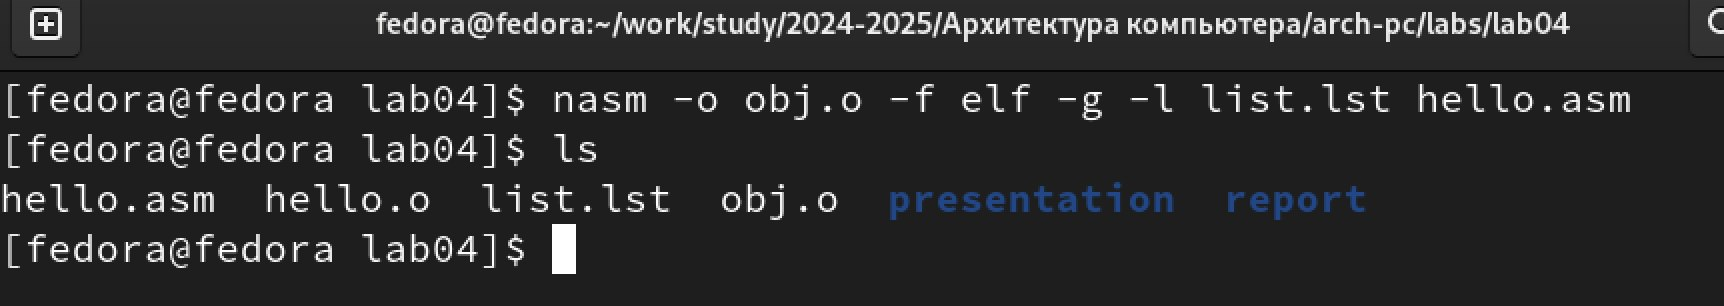 fedora@fedora:~/work/study/2024-2025/Архитектура компьютера/arch-pc/labs/lab04
[fedora@fedora lab04]$ nasm -o obj.o -f elf -g -l list.lst hello.asm
[fedora@fedora lab04]$ ls
hello.asm  hello.o  list.lst  obj.o  presentation  report
[fedora@fedora lab04]$